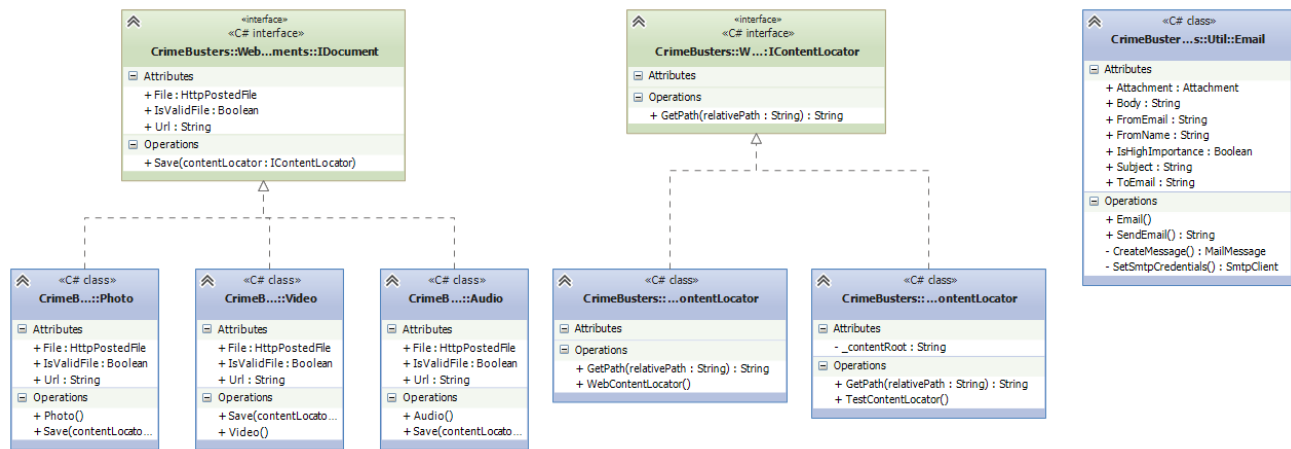 «interface»
«C# interface»
CrimeBusters::Web...ments::IDocument
Attributes
+ File : HttpPostedFile
+ IsValidFile : Boolean
+ Url : String
Operations
+ Save(contentLocator : IContentLocator)
«interface»
«C# interface»
CrimeBusters::W ...:IContentLocator
Attributes
Operations
+ GetPath(relativePath : String) : String
«C# class»
CrimeBuster ...s::Util::Email
Attributes
+ Attachment : Attachment
+ Body : String
+ FromEmail : String
+ FromName : String
+ IsHighImportance : Boolean
+ Subject : String
+ ToEmail : String
Operations
+ Email()
+ SendEmail() : String
- CreateMessage() : MailMessage
- SetSmtpCredentials() : SmtpClient
«C# class»
CrimeB...::Photo
Attributes
+ File : HttpPostedFile
+ IsValidFile : Boolean
+ Url : String
Operations
+ Photo()
+ Save(contentLocato...
«C# class»
CrimeB...::Video
Attributes
+ File : HttpPostedFile
+ IsValidFile : Boolean
+ Url : String
Operations
+ Save(contentLocato...
+ Video()
«C# class»
CrimeB...::Audio
Attributes
+ File : HttpPostedFile
+ IsValidFile : Boolean
+ Url : String
Operations
+ Audio()
+ Save(contentLocato...
«C# class»
CrimeBusters:: ...ontentLocator
Attributes
Operations
+ GetPath(relativePath : String) : String
+ WebContentLocator()
«C# class»
CrimeBusters:: ...ontentLocator
Attributes
- _contentRoot : String
Operations
+ GetPath(relativePath : String) : String
+ TestContentLocator()